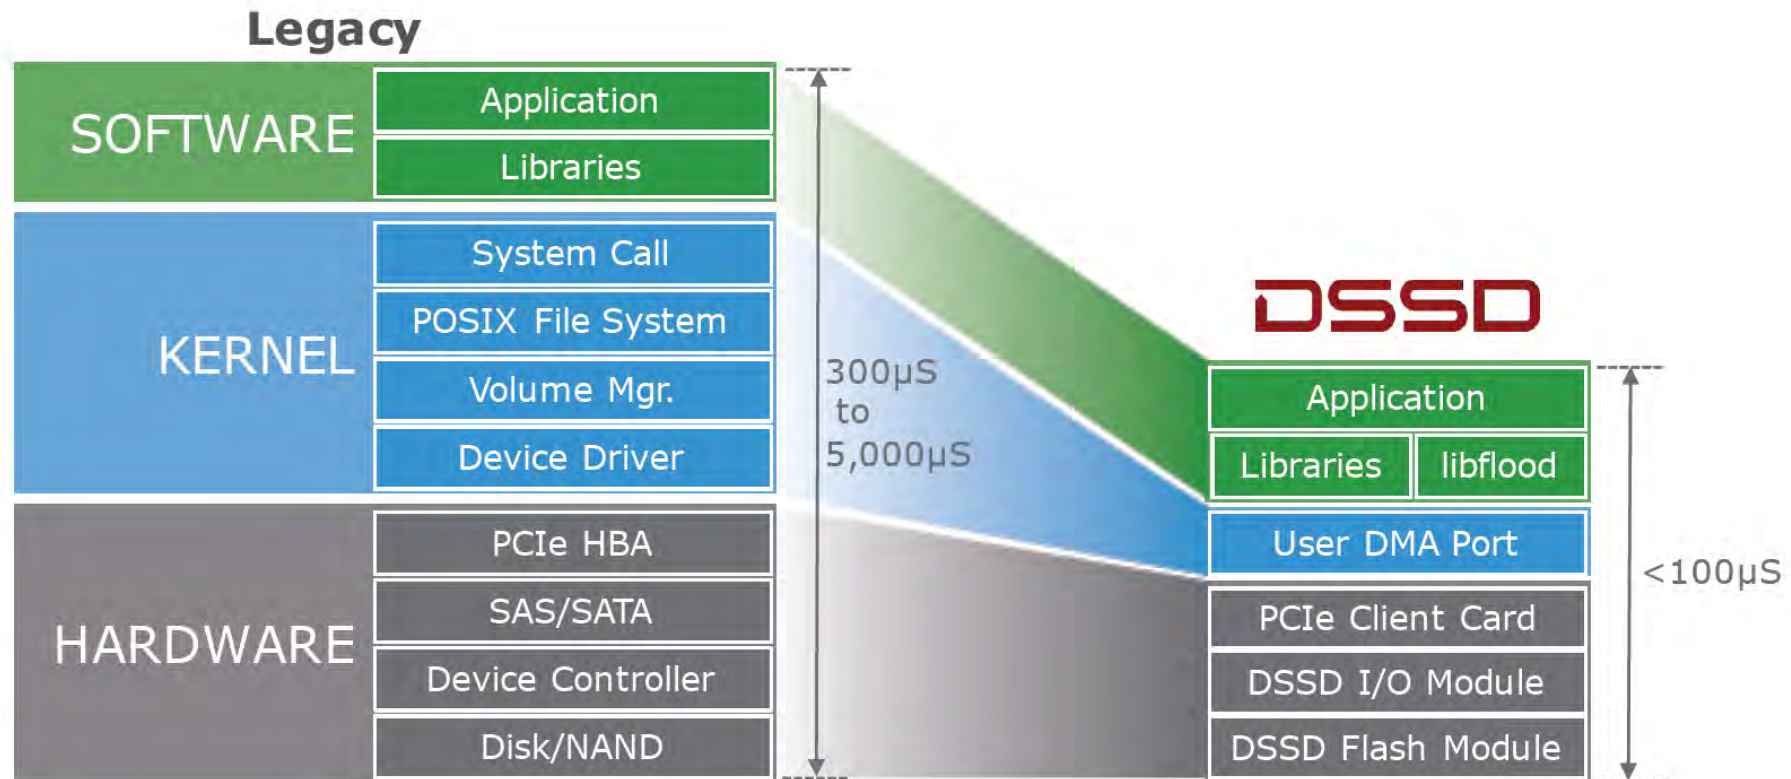 Legacy
SOFTWARE
Application
Libraries
KERNEL
System Call
POSIX File System
Volume Mgr.
Device Driver
HARDWARE
PCIe HBA
SAS/SATA
Device Controller
Disk/NAND
300µS
to
5,000µS
DSSD
Application
Libraries libflood
User DMA Port
PCIe Client Card
DSSD I/O Module
DSSD Flash Module
<100µS